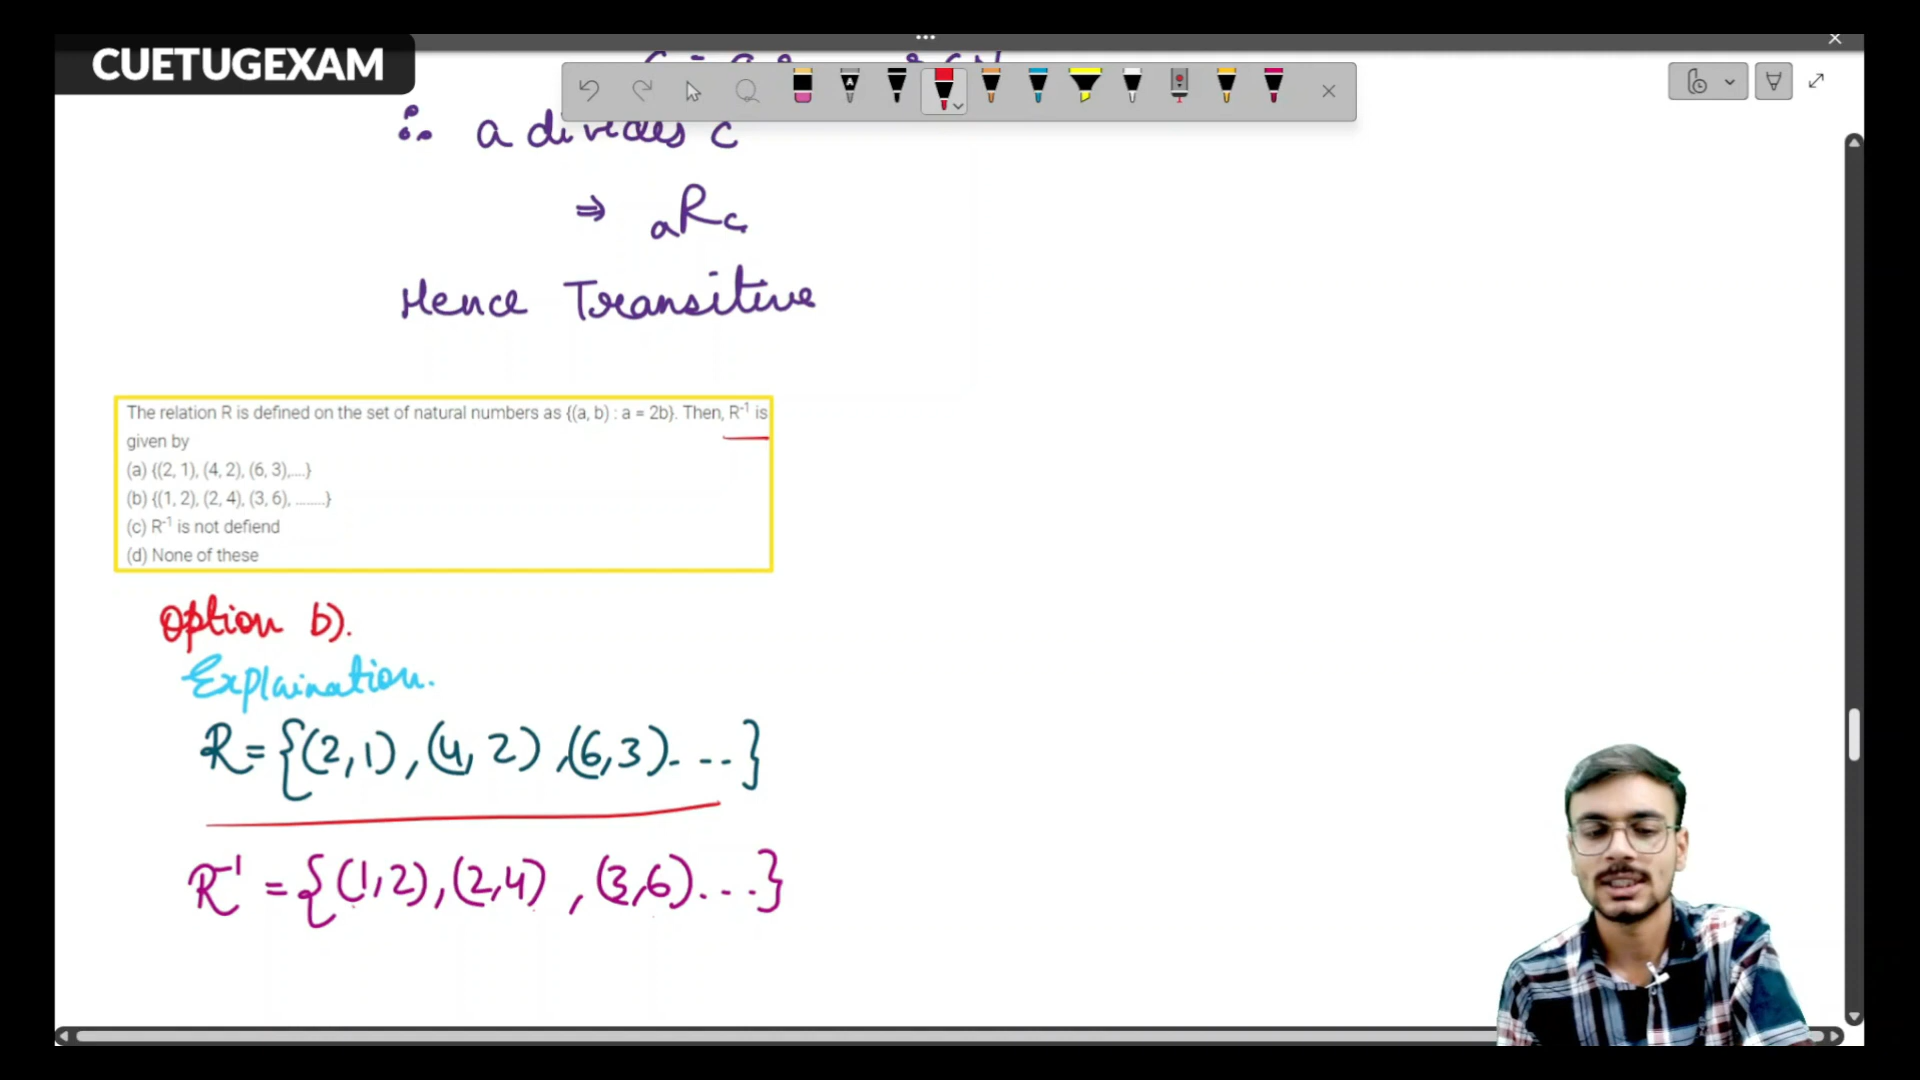 CUETUGEXAM
∴ a divides c
⇒ aRc
Hence Transitive
The relation R is defined on the set of natural numbers as {(a, b) : a = 2b}. Then, R⁻¹ is
given by
(a) {(2, 1), (4, 2), (6, 3),....}
(b) {(1, 2), (2, 4), (3, 6), ........}
(c) R⁻¹ is not defiend
(d) None of these
Option b).
Explaination.
R = {(2,1), (4, 2), (6,3)- ---}
R⁻¹ = {(1,2), (2,4), (3,6)....}